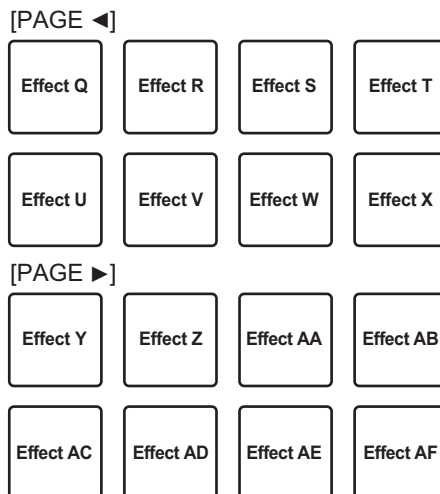 [PAGE ◄]
Effect Q Effect R Effect S Effect T
Effect U Effect V Effect W Effect X
[PAGE ►]
Effect Y Effect Z Effect AA Effect AB
Effect AC Effect AD Effect AE Effect AF